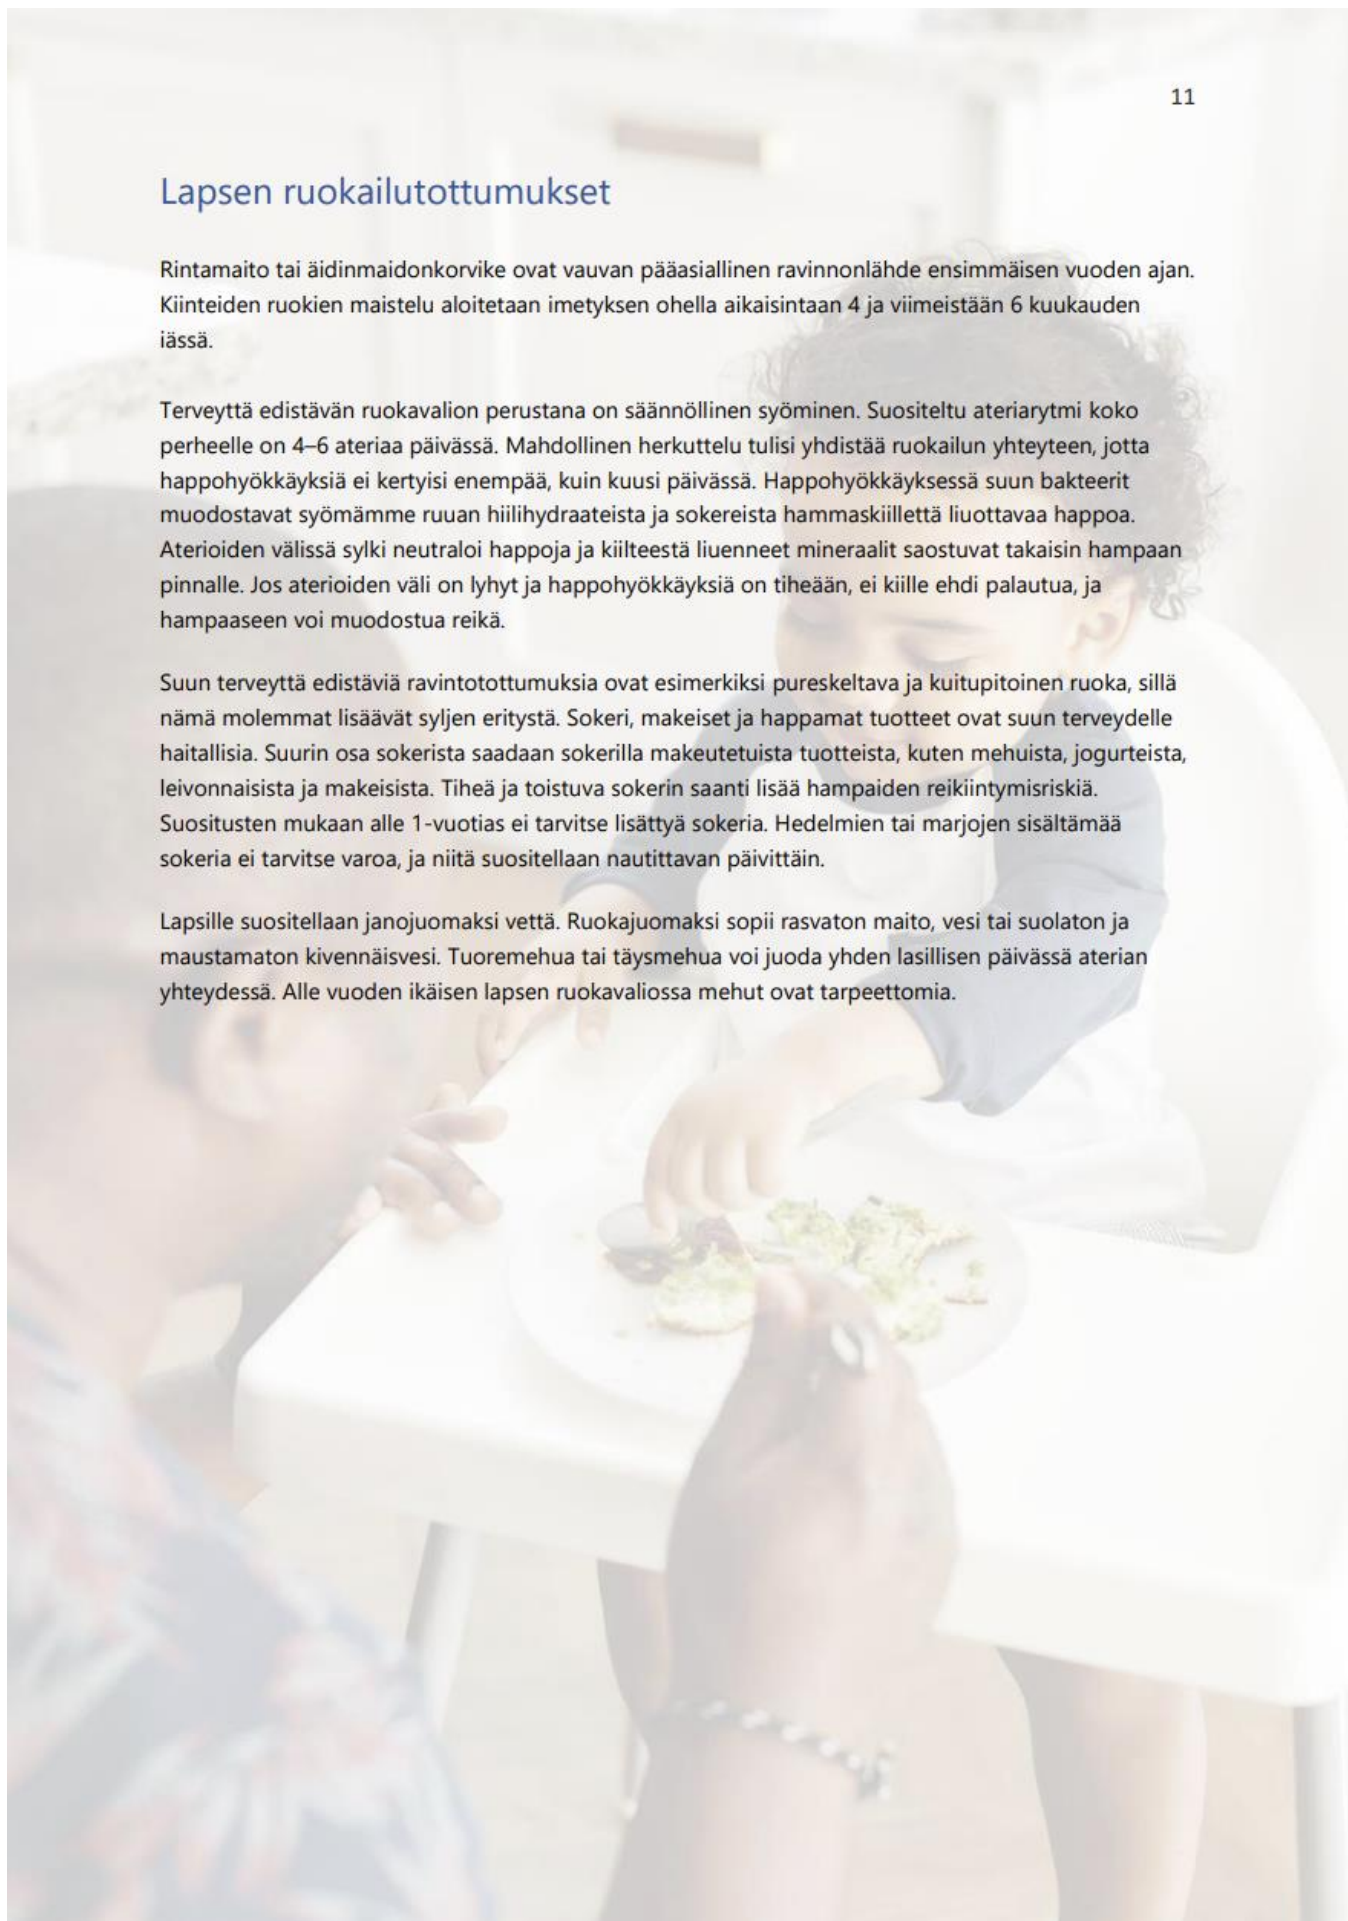 11
Lapsen ruokailutottumukset
Rintamaito tai äidinmaidonkorvike ovat vauvan pääasiallinen ravinnonlähde ensimmäisen vuoden ajan.
Kiinteiden ruokien maistelu aloitetaan imetyksen ohella aikaisintaan 4 ja viimeistään 6 kuukauden
iässä.
Terveyttä edistävän ruokavalion perustana on säännöllinen syöminen. Suositeltu ateriarytmi koko
perheelle on 4–6 ateriaa päivässä. Mahdollinen herkuttelu tulisi yhdistää ruokailun yhteyteen, jotta
happohyökkäyksiä ei kertyisi enempää, kuin kuusi päivässä. Happohyökkäyksessä suun bakteerit
muodostavat syömämme ruuan hiilihydraateista ja sokereista hammaskiillettä liuottavaa happoa.
Aterioiden välissä sylki neutraloi happoja ja kiilteestä liuenneet mineraalit saostuvat takaisin hampaan
pinnalle. Jos aterioiden väli on lyhyt ja happohyökkäyksiä on tiheään, ei kiille ehdi palautua, ja
hampaaseen voi muodostua reikä.
Suun terveyttä edistäviä ravintotottumuksia ovat esimerkiksi pureskeltava ja kuitupitoinen ruoka, sillä
nämä molemmat lisäävät syljen eritystä. Sokeri, makeiset ja happamat tuotteet ovat suun terveydelle
haitallisia. Suurin osa sokerista saadaan sokerilla makeutetuista tuotteista, kuten mehuista, jogurteista,
leivonnaisista ja makeisista. Tiheä ja toistuva sokerin saanti lisää hampaiden reikiintymisriskiä.
Suositusten mukaan alle 1-vuotias ei tarvitse lisättyä sokeria. Hedelmien tai marjojen sisältämää
sokeria ei tarvitse varoa, ja niitä suositellaan nautittavan päivittäin.
Lapsille suositellaan janojuomaksi vettä. Ruokajuomaksi sopii rasvaton maito, vesi tai suolaton ja
maustamaton kivennäisvesi. Tuoremehua tai täysmehua voi juoda yhden lasillisen päivässä aterian
yhteydessä. Alle vuoden ikäisen lapsen ruokavaliossa mehut ovat tarpeettomia.